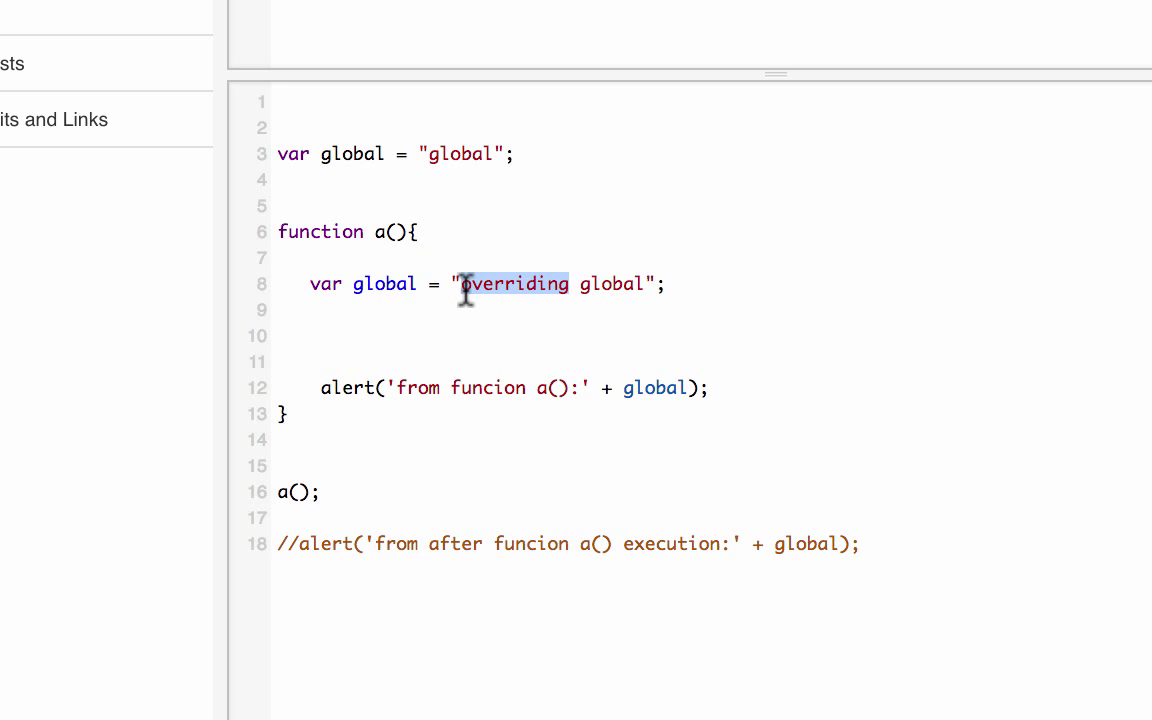 sts
its and Links
1
2
3 var global = "global";
4
5
6 function a(){
7
8 var global = "overriding global";
9
10
11
12 alert('from funcion a():' + global);
13 }
14
15
16 a();
17
18 //alert('from after funcion a() execution:' + global);